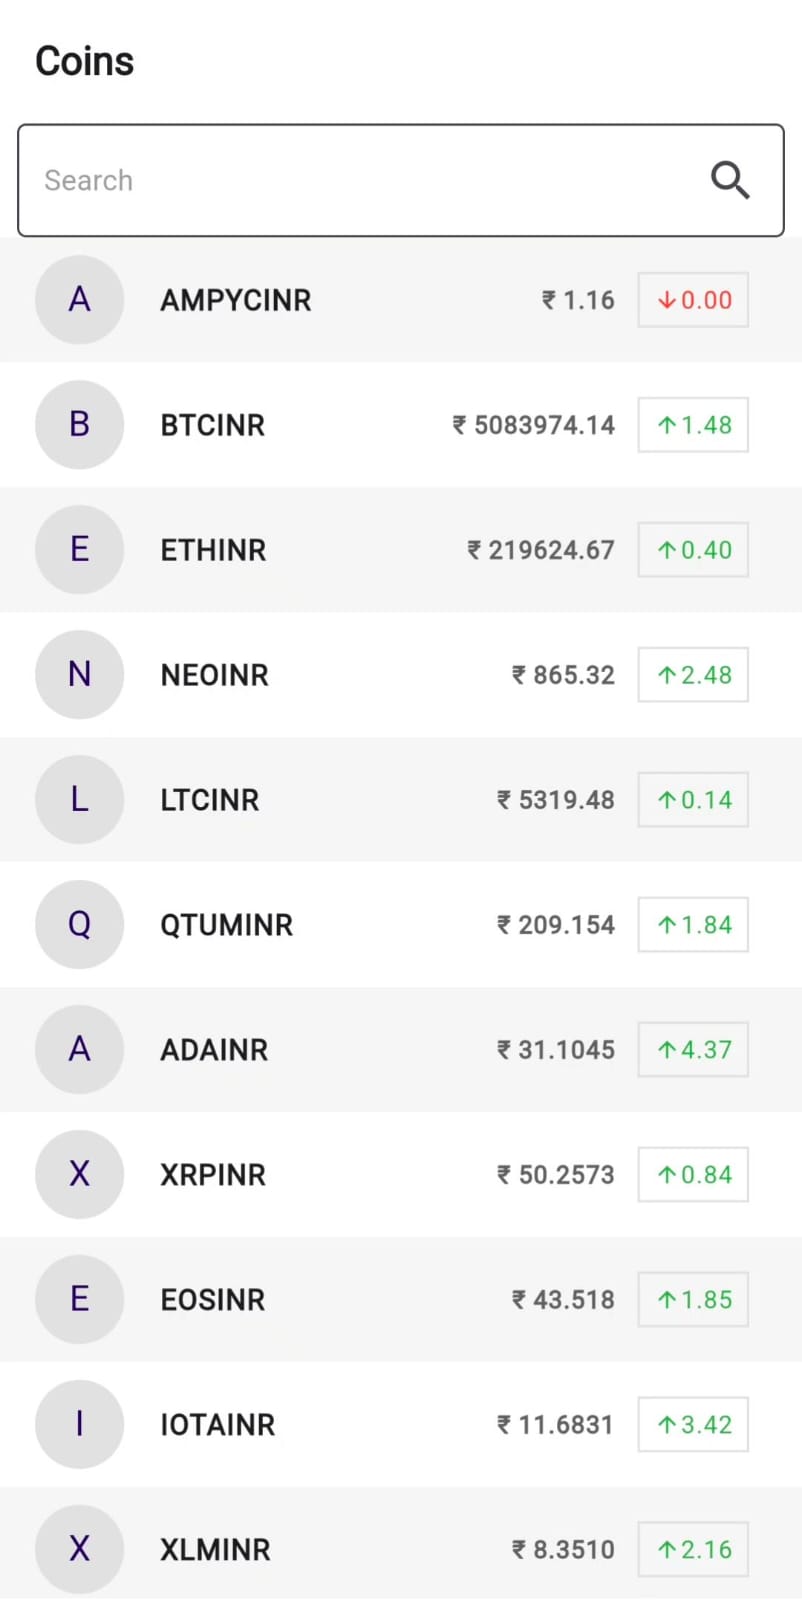 Coins
Search
A AMPYCINR ₹ 1.16 ↓0.00
B BTCINR ₹ 5083974.14 ↑1.48
E ETHINR ₹ 219624.67 ↑0.40
N NEOINR ₹ 865.32 ↑2.48
L LTCINR ₹ 5319.48 ↑0.14
Q QTUMINR ₹ 209.154 ↑1.84
A ADAINR ₹ 31.1045 ↑4.37
X XRPINR ₹ 50.2573 ↑0.84
E EOSINR ₹ 43.518 ↑1.85
I IOTAINR ₹ 11.6831 ↑3.42
X XLMINR ₹ 8.3510 ↑2.16